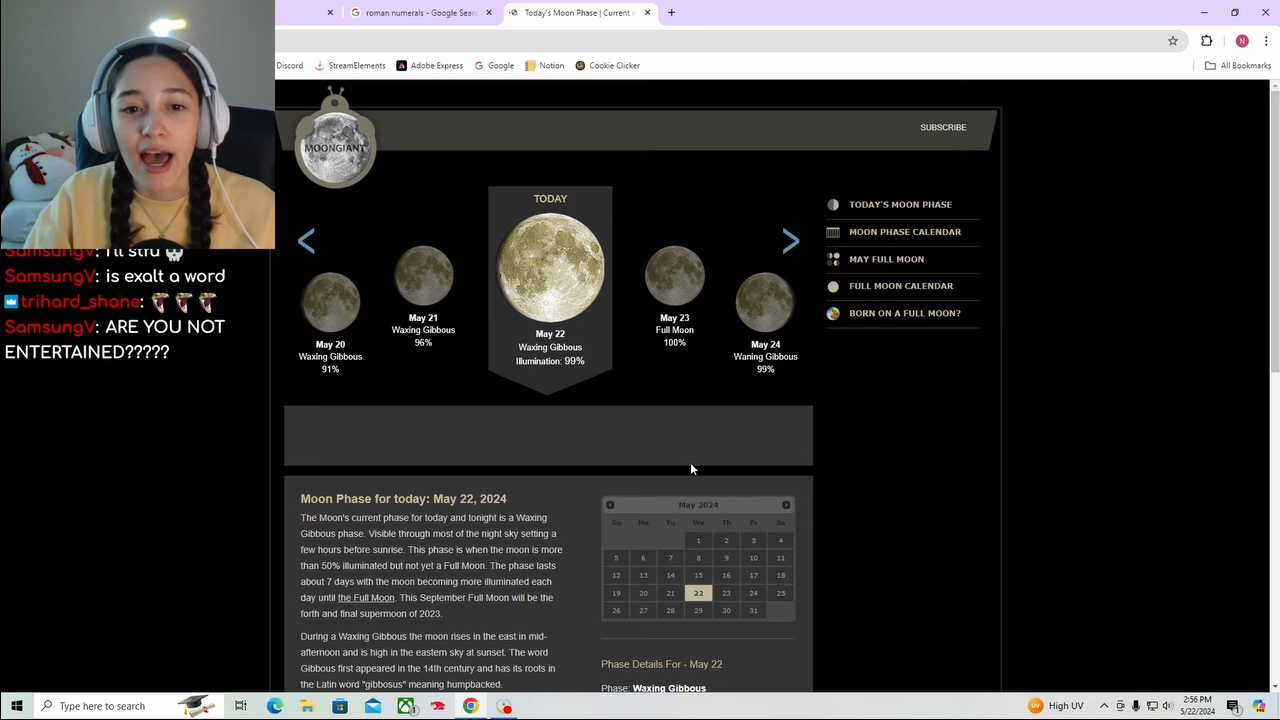 roman numerals - Google Sear
Today's Moon Phase | Current
N
Discord
StreamElements
Adobe Express
Google
Notion
Cookie Clicker
All Bookmarks
MOONGIANT
SUBSCRIBE
SamsungV: I'll stfu
SamsungV: is exalt a word
trihard_shane:
SamsungV: ARE YOU NOT
ENTERTAINED?????
May 20
Waxing Gibbous
91%
May 21
Waxing Gibbous
96%
TODAY
May 22
Waxing Gibbous
Illumination: 99%
May 23
Full Moon
100%
May 24
Waning Gibbous
99%
TODAY'S MOON PHASE
MOON PHASE CALENDAR
MAY FULL MOON
FULL MOON CALENDAR
BORN ON A FULL MOON?
Moon Phase for today: May 22, 2024
The Moon's current phase for today and tonight is a Waxing
Gibbous phase. Visible through most of the night sky setting a
few hours before sunrise. This phase is when the moon is more
than 50% illuminated but not yet a Full Moon. The phase lasts
about 7 days with the moon becoming more illuminated each
day until the Full Moon. This September Full Moon will be the
forth and final supermoon of 2023.
During a Waxing Gibbous the moon rises in the east in mid-
afternoon and is high in the eastern sky at sunset. The word
Gibbous first appeared in the 14th century and has its roots in
the Latin word "gibbosus" meaning humpbacked.
May 2024
Su Mo Tu We Th Fr Sa
1 2 3 4
5 6 7 8 9 10 11
12 13 14 15 16 17 18
19 20 21 22 23 24 25
26 27 28 29 30 31
Phase Details For - May 22
Phase: Waxing Gibbous
Type here to search
UV High UV
2:56 PM
5/22/2024